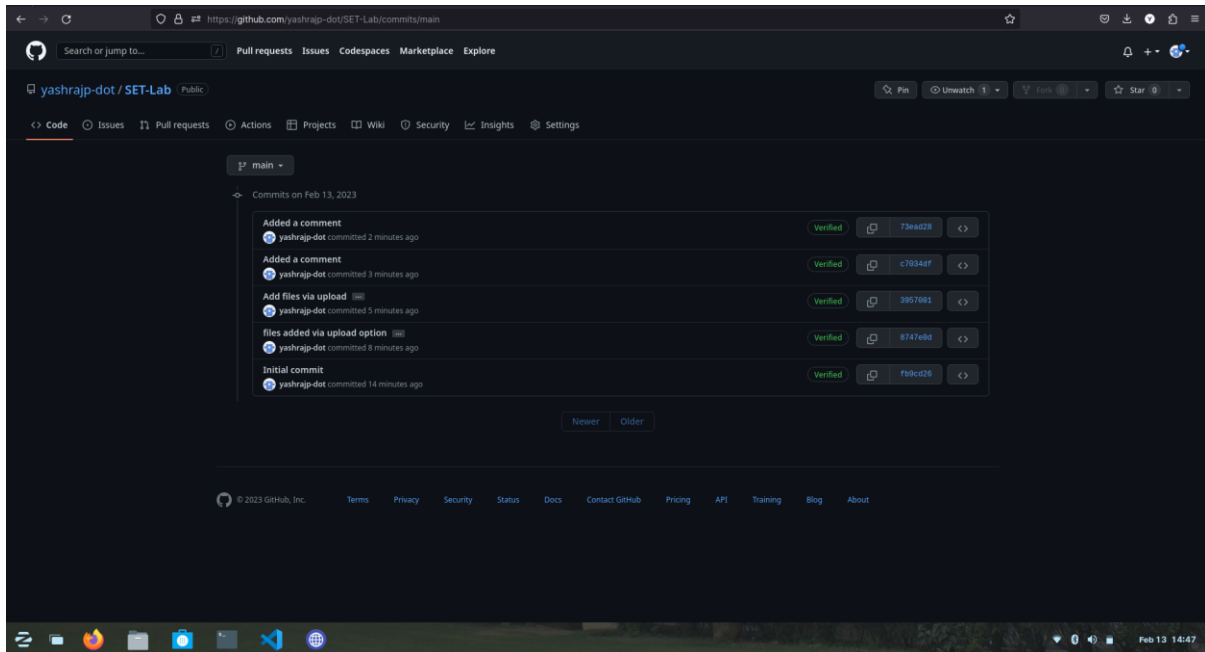 https://github.com/yashrajp-dot/SET-Lab/commits/main
Search or jump to... / Pull requests Issues Codespaces Marketplace Explore
yashrajp-dot / SET-Lab Public Pin Unwatch 1 Fork 0 Star 0
Code Issues Pull requests Actions Projects Wiki Security Insights Settings
main
Commits on Feb 13, 2023
Added a comment
yashrajp-dot committed 2 minutes ago
Verified 73ead28
Added a comment
yashrajp-dot committed 3 minutes ago
Verified c7034df
Add files via upload
yashrajp-dot committed 5 minutes ago
Verified
files added via upload option
yashrajp-dot committed 8 minutes ago
Verified
Initial commit
yashrajp-dot committed 14 minutes ago
Verified fb9cd26
Newer Older
© 2023 GitHub, Inc. Terms Privacy Security Status Docs Contact GitHub Pricing API Training Blog About
Feb 13 14:47